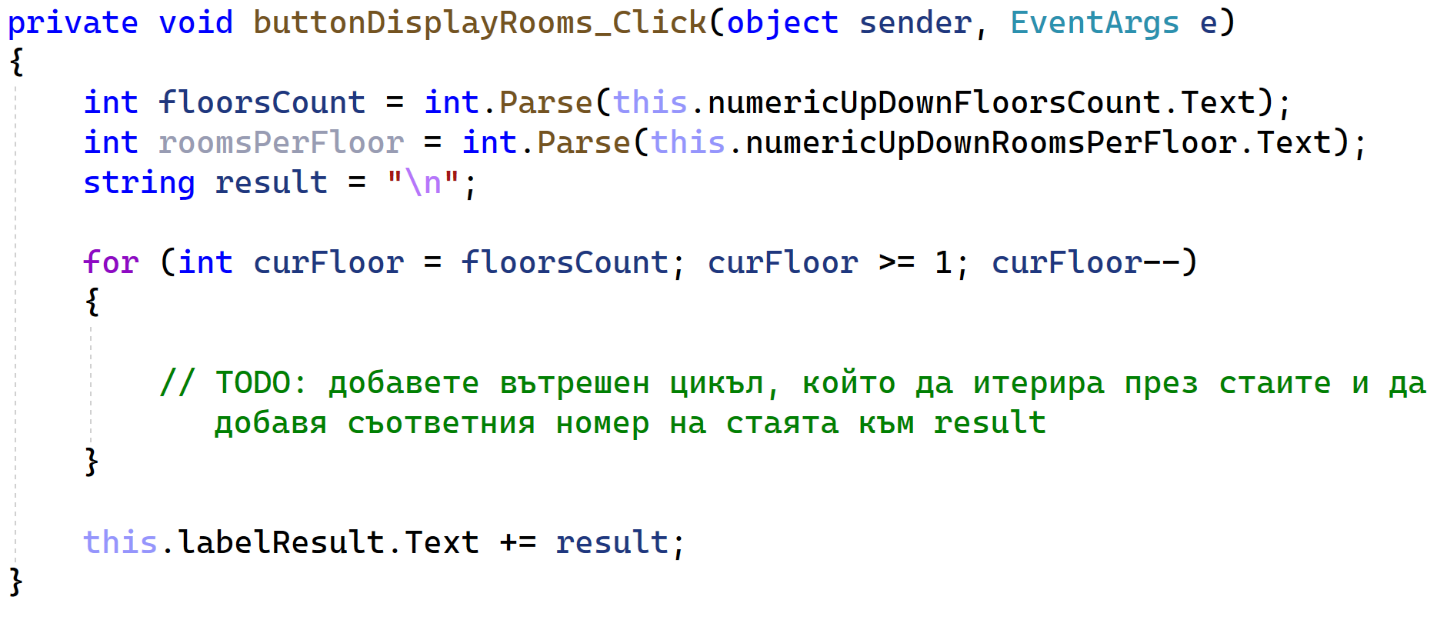 private void buttonDisplayRooms_Click(object sender, EventArgs e)
{
    int floorsCount = int.Parse(this.numericUpDownFloorsCount.Text);
    int roomsPerFloor = int.Parse(this.numericUpDownRoomsPerFloor.Text);
    string result = "\n";

    for (int curFloor = floorsCount; curFloor >= 1; curFloor--)
    {

        // TODO: добавете вътрешен цикъл, който да итерира през стаите и да
           добавя съответния номер на стаята към result
    }

    this.labelResult.Text += result;
}